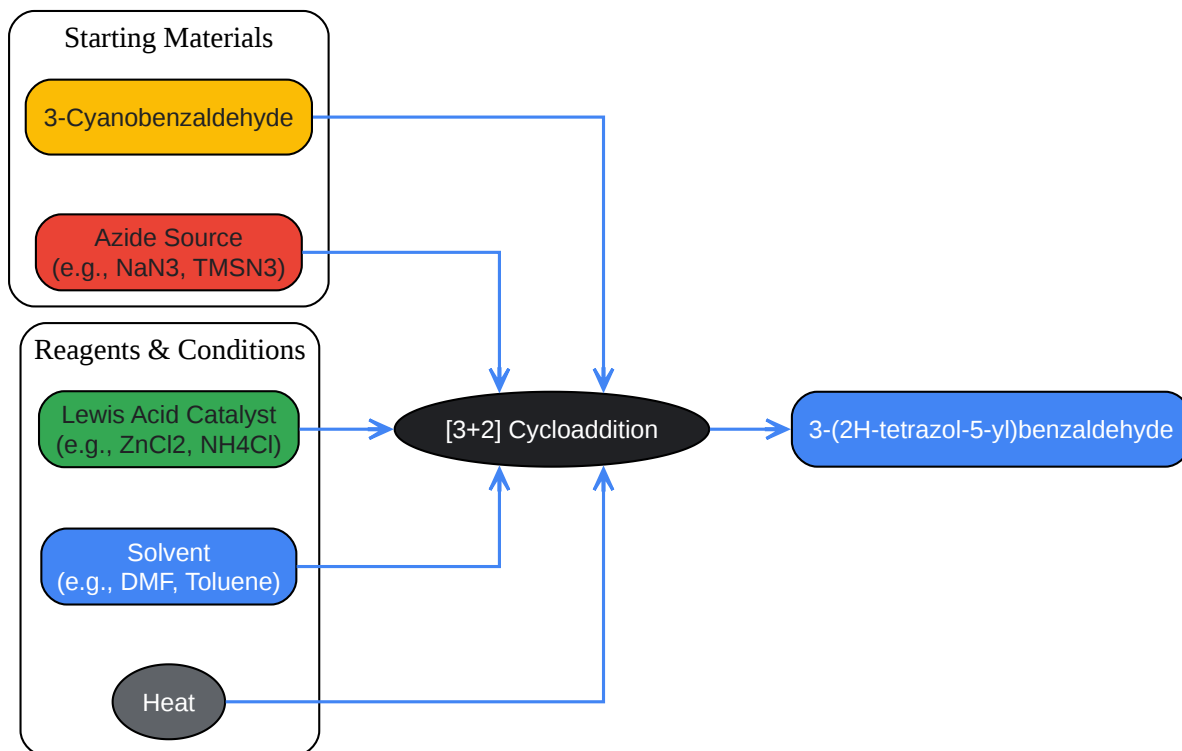 Starting Materials
3-Cyanobenzaldehyde
Azide Source
(e.g., NaN3, TMSN3)
Reagents & Conditions
Lewis Acid Catalyst
(e.g., ZnCl2, NH4Cl)
[3+2] Cycloaddition
3-(2H-tetrazol-5-yl)benzaldehyde
Solvent
(e.g., DMF, Toluene)
Heat